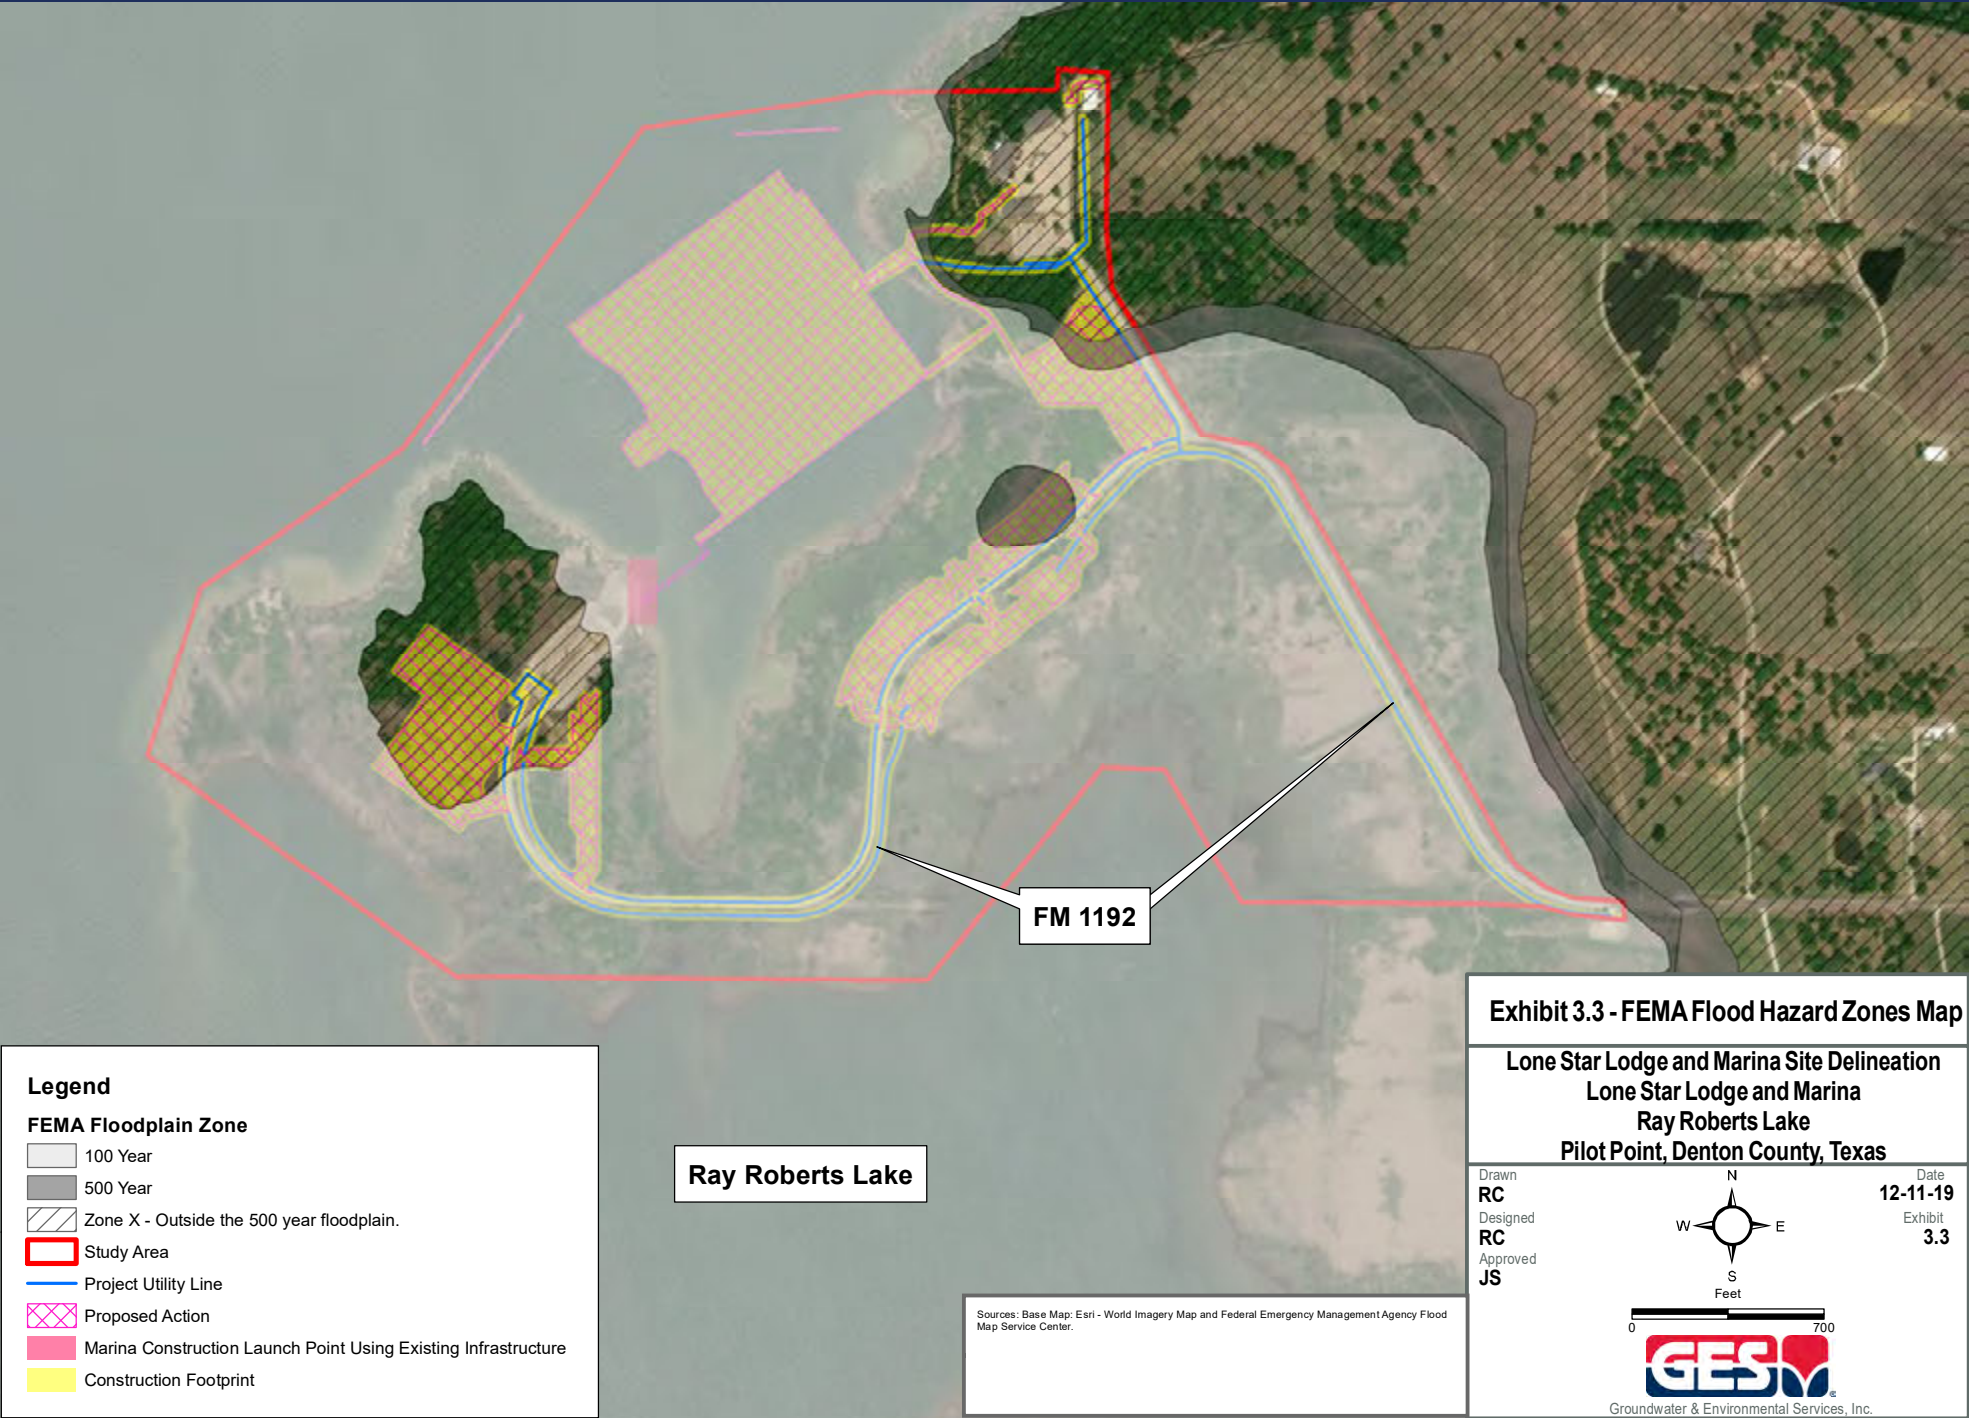 FM 1192
Ray Roberts Lake
Legend
FEMA Floodplain Zone
100 Year
500 Year
Zone X - Outside the 500 year floodplain.
Study Area
Project Utility Line
Proposed Action
Marina Construction Launch Point Using Existing Infrastructure
Construction Footprint
Sources: Base Map: Esri - World Imagery Map and Federal Emergency Management Agency Flood
Map Service Center.
Exhibit 3.3 - FEMA Flood Hazard Zones Map
Lone Star Lodge and Marina Site Delineation
Lone Star Lodge and Marina
Ray Roberts Lake
Pilot Point, Denton County, Texas
Drawn
RC
Designed
RC
Approved
JS
N
W
E
S
Date
12-11-19
Exhibit
3.3
Feet
0 700
GES
Groundwater & Environmental Services, Inc.